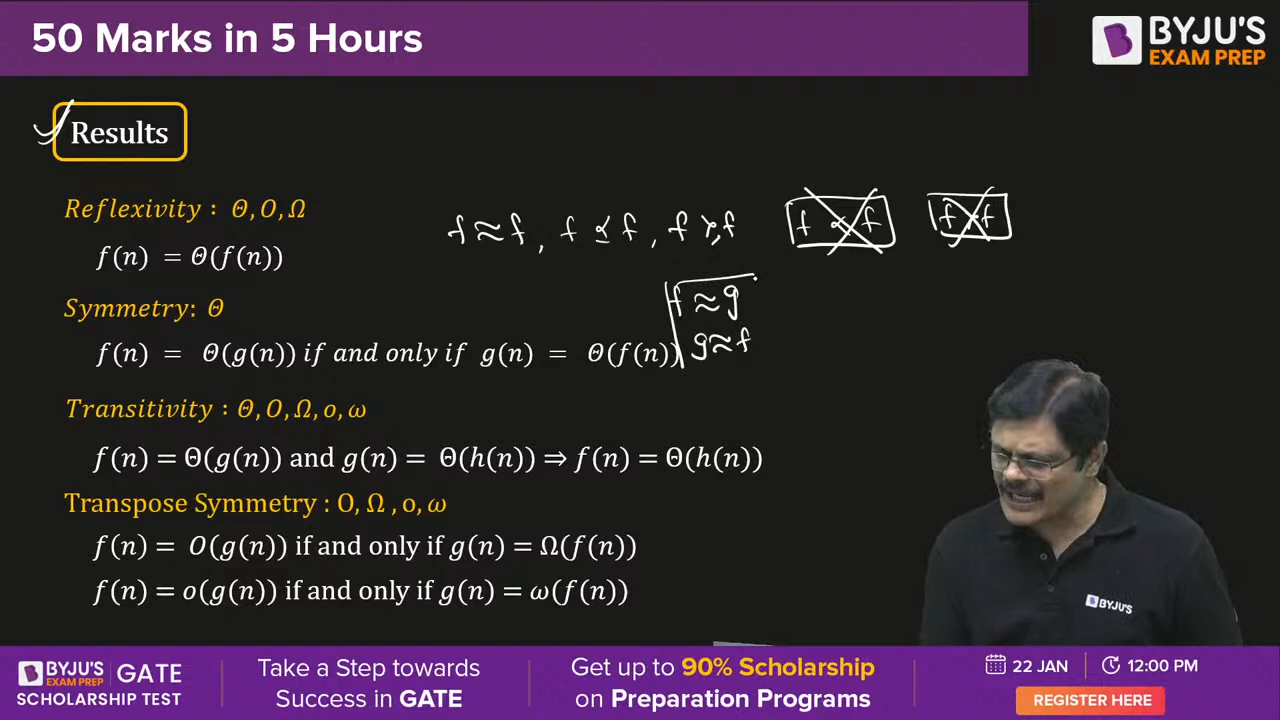 50 Marks in 5 Hours
BYJU'S
EXAM PREP
Results
Reflexivity : Θ, O, Ω
f ≈ f, f ≤ f, f ≥ f
f(n) = Θ(f(n))
f ≈ g
g ≈ f
Symmetry: Θ
f(n) = Θ(g(n)) if and only if g(n) = Θ(f(n))
Transitivity : Θ, O, Ω, o, ω
f(n) = Θ(g(n)) and g(n) = Θ(h(n)) ⇒ f(n) = Θ(h(n))
Transpose Symmetry : O, Ω , o, ω
f(n) = O(g(n)) if and only if g(n) = Ω(f(n))
f(n) = o(g(n)) if and only if g(n) = ω(f(n))
BYJU'S
BYJU'S EXAM PREP GATE
SCHOLARSHIP TEST
Take a Step towards
Success in GATE
Get up to 90% Scholarship
on Preparation Programs
22 JAN 12:00 PM
REGISTER HERE